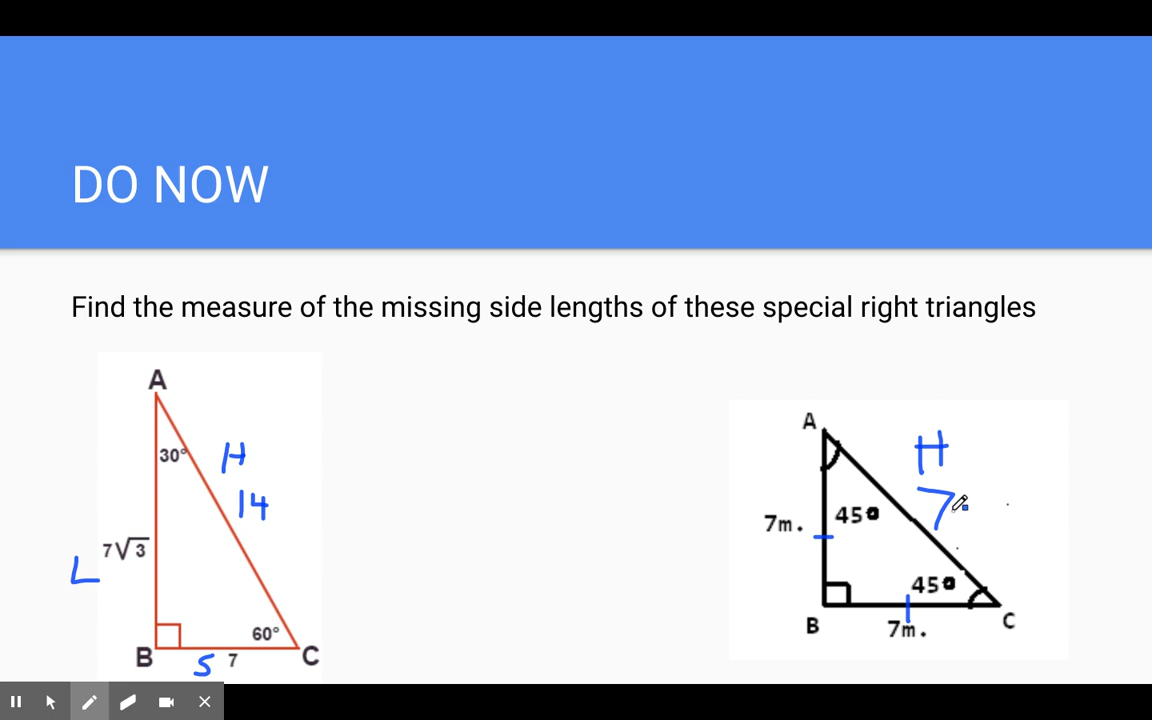 DO NOW
Find the measure of the missing side lengths of these special right triangles
A
30°
H
14
7√3
L
60°
B
S
7
C
A
H
7
7m.
45°
45°
B
7m.
C